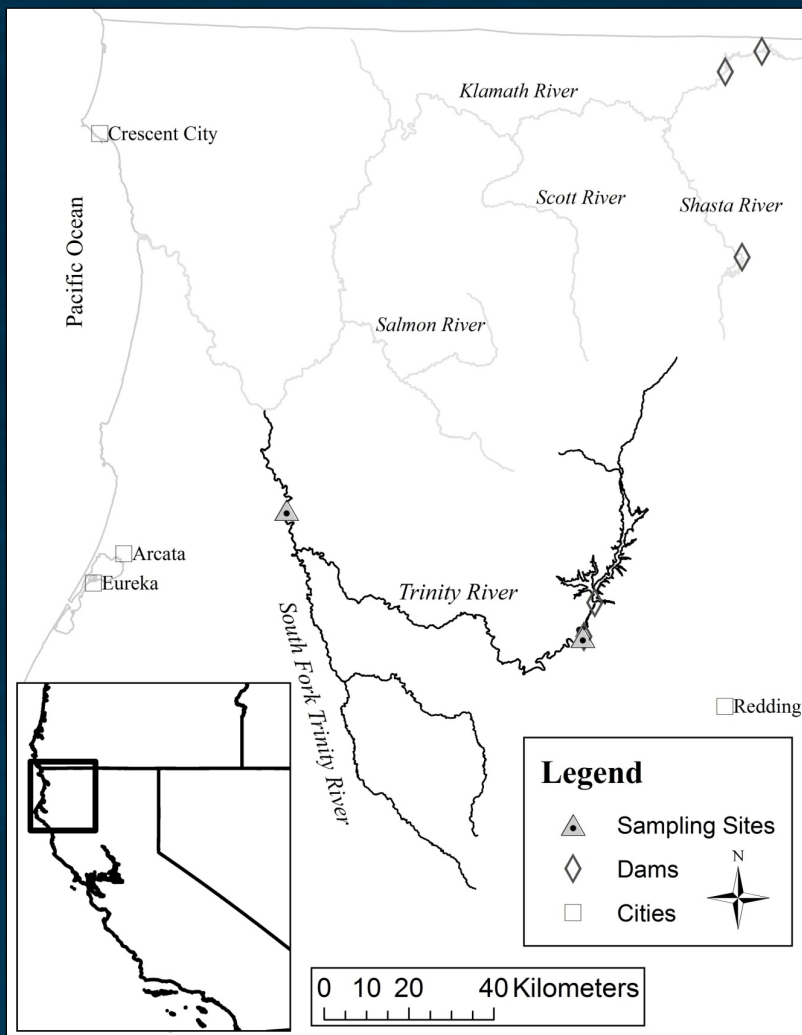 Klamath River
Crescent City
Scott River
Shasta River
Pacific Ocean
Salmon River
Arcata
Eureka
Trinity River
South Fork Trinity River
Redding
Legend
Sampling Sites
Dams
N
Cities
0 10 20 40 Kilometers